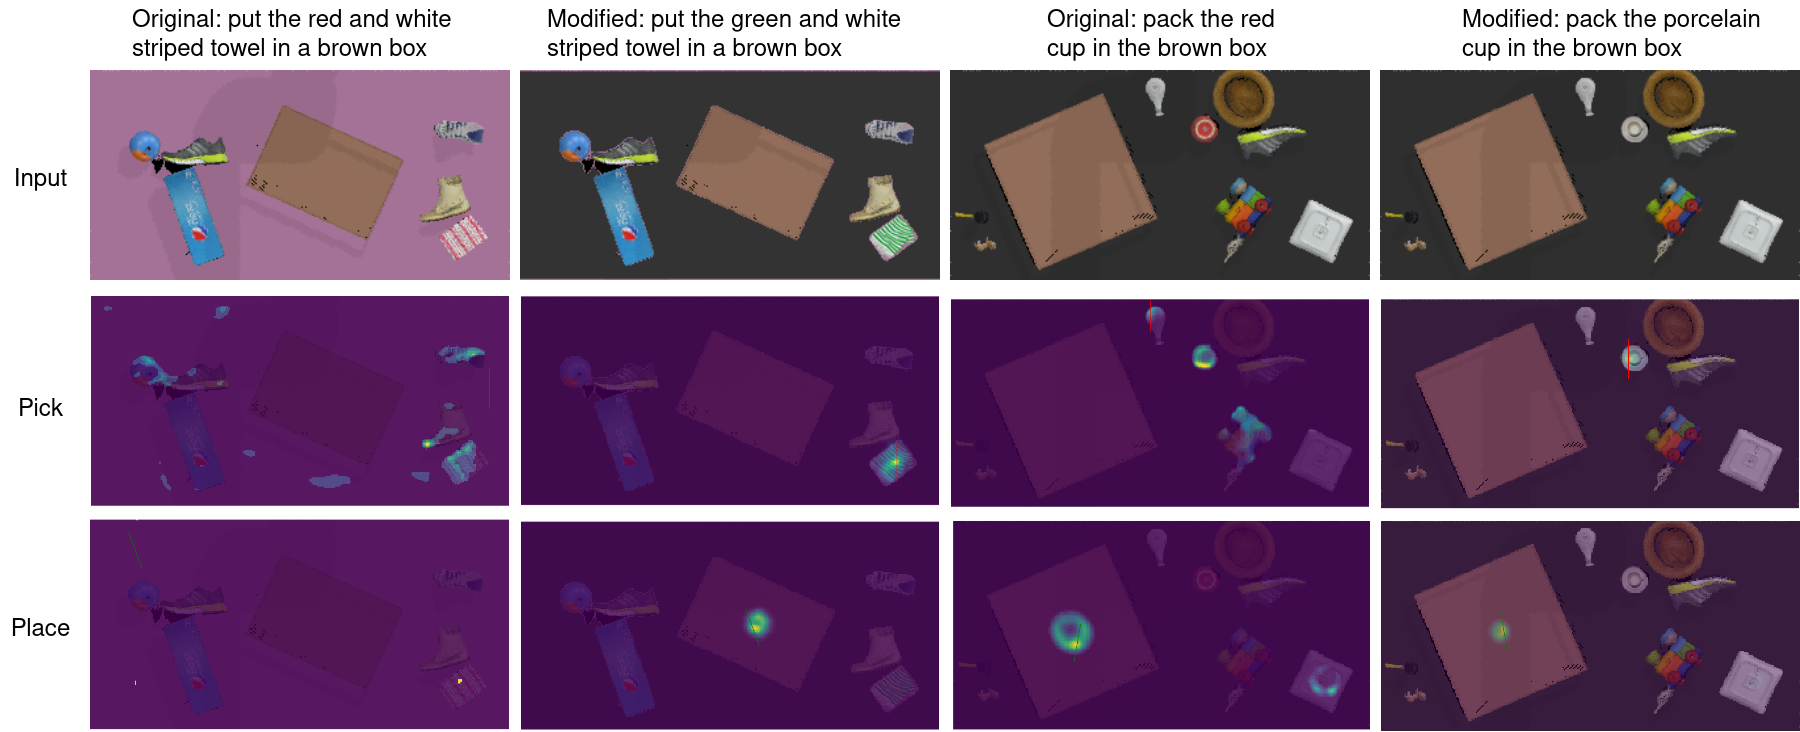 Original: put the red and white
striped towel in a brown box
Modified: put the green and white
striped towel in a brown box
Original: pack the red
cup in the brown box
Modified: pack the porcelain
cup in the brown box
Input
Pick
Place